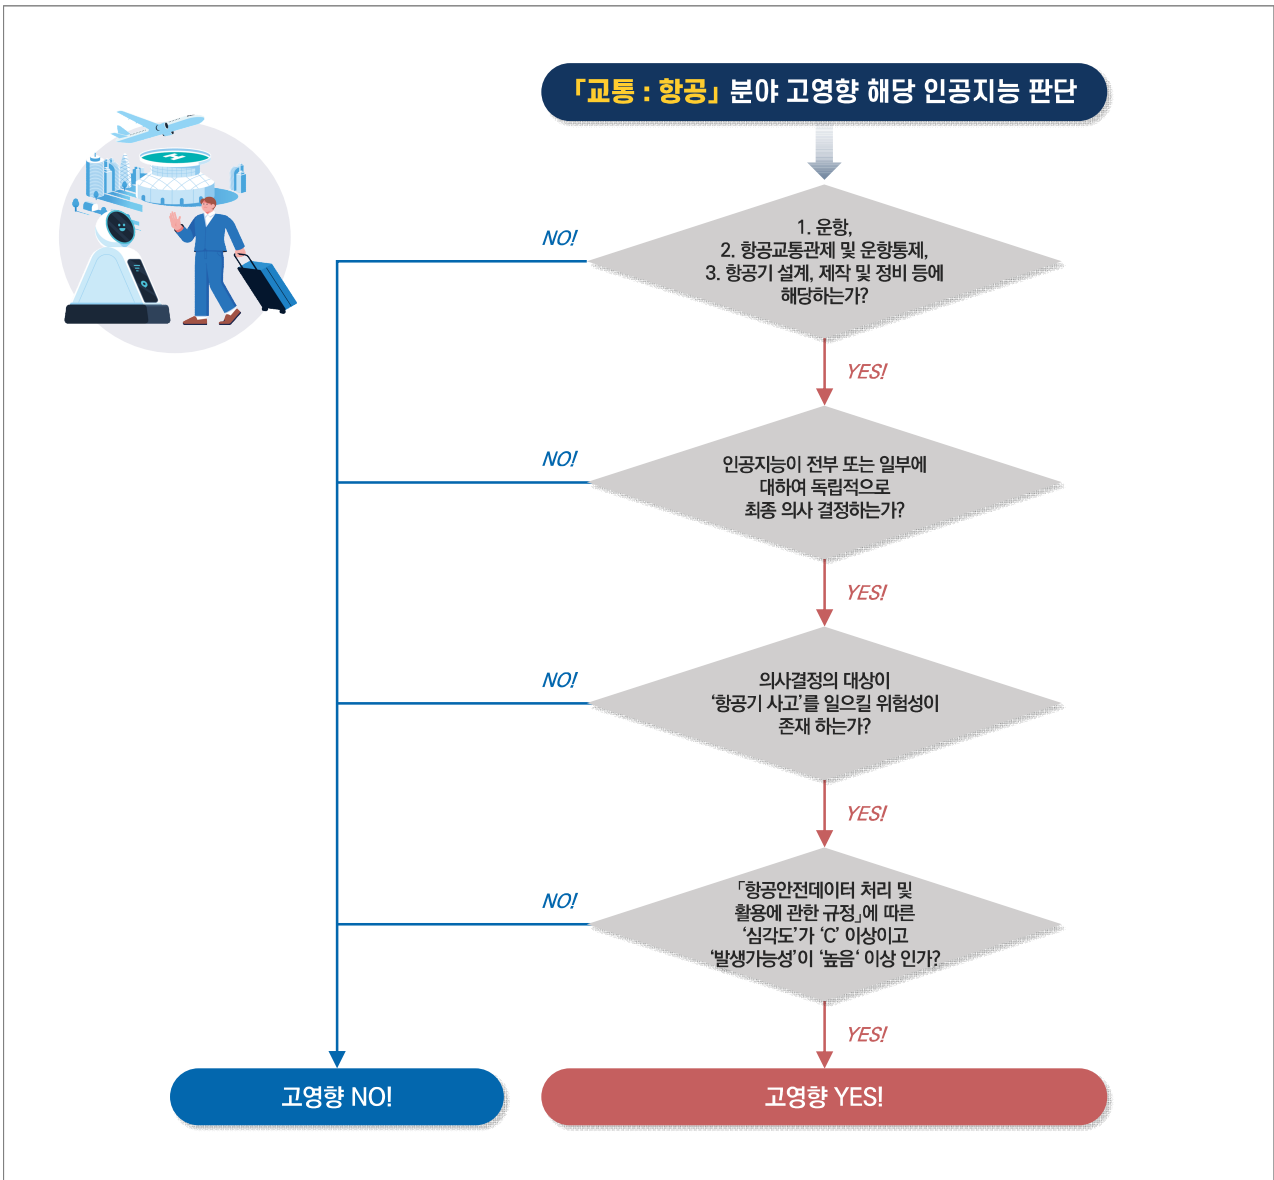 「교통 : 항공」 분야 고영향 해당 인공지능 판단
1. 운항,
2. 항공교통관제 및 운항통제,
3. 항공기 설계, 제작 및 정비 등에
해당하는가?
NO!
YES!
인공지능이 전부 또는 일부에
대하여 독립적으로
최종 의사 결정하는가?
NO!
YES!
의사결정의 대상이
‘항공기 사고’를 일으킬 위험성이
존재 하는가?
NO!
YES!
「항공안전데이터 처리 및
활용에 관한 규정」에 따른
‘심각도’가 ‘C’ 이상이고
‘발생가능성’이 ‘높음‘ 이상 인가?
NO!
YES!
고영향 NO!
고영향 YES!